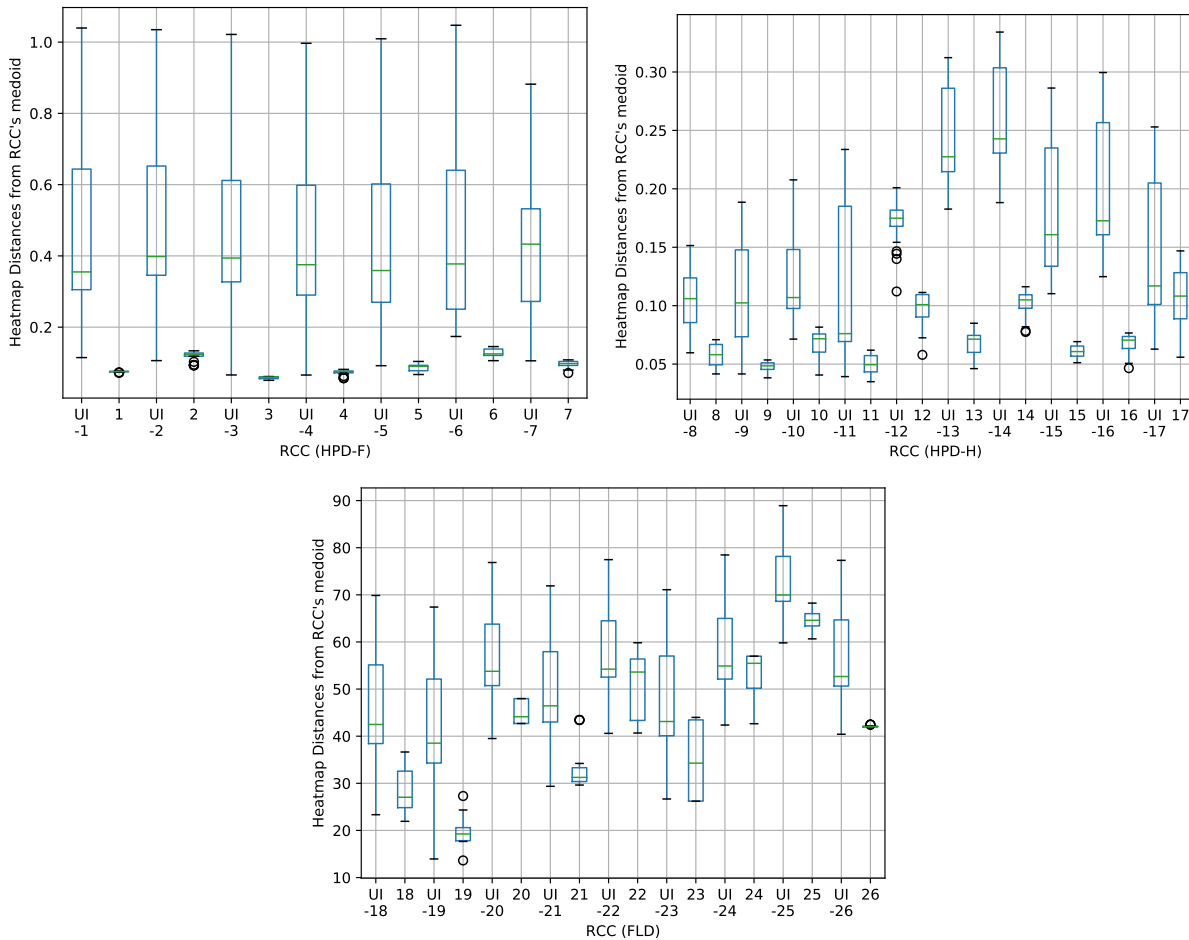 Heatmap Distances from RCC's medoid
1.0
0.8
0.6
0.4
0.2
UI 1 UI 2 UI 3 UI 4 UI 5 UI 6 UI 7
-1 -2 -3 -4 -5 -6 -7
RCC (HPD-F)
Heatmap Distances from RCC's medoid
0.30
0.25
0.20
0.15
0.10
0.05
UI 8 UI 9 UI 10 UI 11 UI 12 UI 13 UI 14 UI 15 UI 16 UI 17
-8 -9 -10 -11 -12 -13 -14 -15 -16 -17
RCC (HPD-H)
Heatmap Distances from RCC's medoid
90
80
70
60
50
40
30
20
10
UI 18 UI 19 UI 20 UI 21 UI 22 UI 23 UI 24 UI 25 UI 26
-18 -19 -20 -21 -22 -23 -24 -25 -26
RCC (FLD)